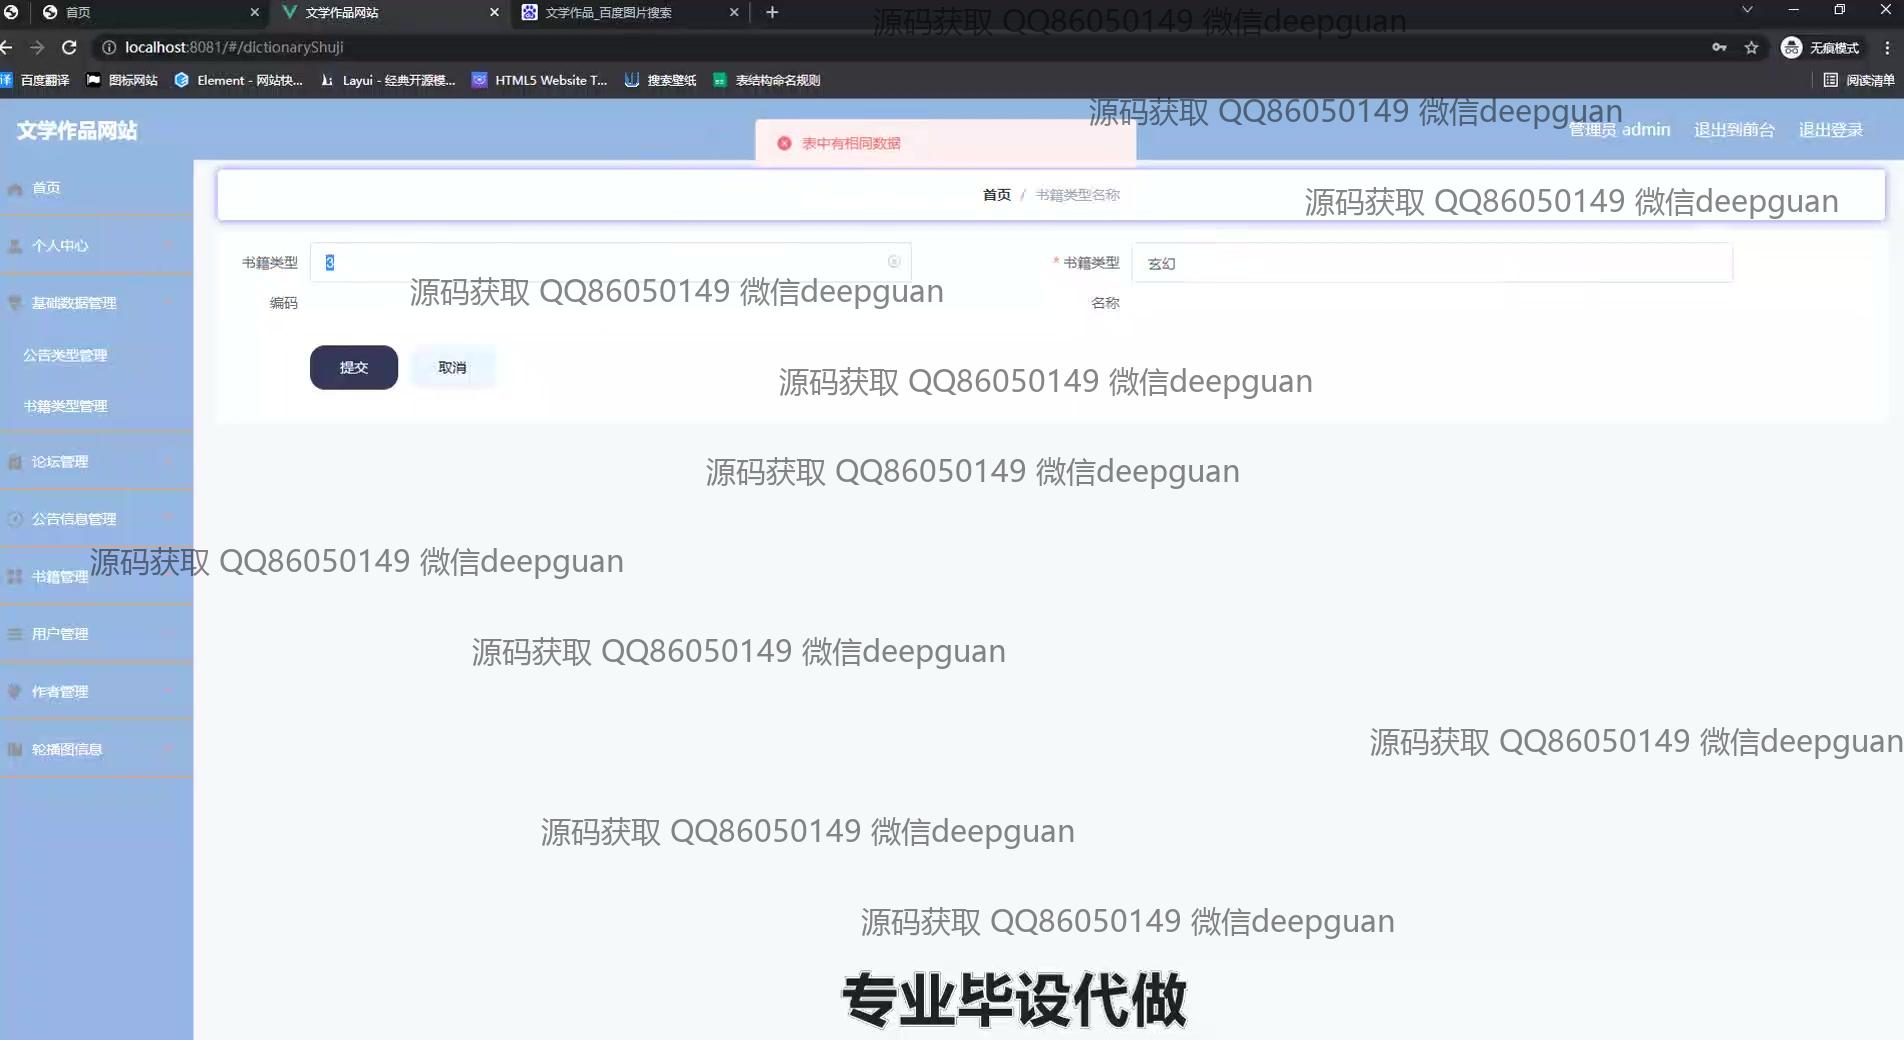 首页
文学作品网站
文学作品_百度图片搜索
源码获取 QQ86050149 微信deepguan
localhost:8081/#/dictionaryShuji
无痕模式
译 百度翻译
图标网站
Element - 网站快...
Layui - 经典开源模...
HTML5 Website T...
搜索壁纸
表结构命名规则
阅读清单
源码获取 QQ86050149 微信deepguan
文学作品网站
表中有相同数据
管理员 admin
退出到前台
退出登录
首页
首页 / 书籍类型名称
源码获取 QQ86050149 微信deepguan
个人中心
书籍类型
3
* 书籍类型
玄幻
源码获取 QQ86050149 微信deepguan
基础数据管理
编码
名称
公告类型管理
提交
取消
源码获取 QQ86050149 微信deepguan
书籍类型管理
论坛管理
源码获取 QQ86050149 微信deepguan
公告信息管理
源码获取 QQ86050149 微信deepguan
书籍管理
用户管理
源码获取 QQ86050149 微信deepguan
作者管理
轮播图信息
源码获取 QQ86050149 微信deepguan
源码获取 QQ86050149 微信deepguan
源码获取 QQ86050149 微信deepguan
专业毕设代做